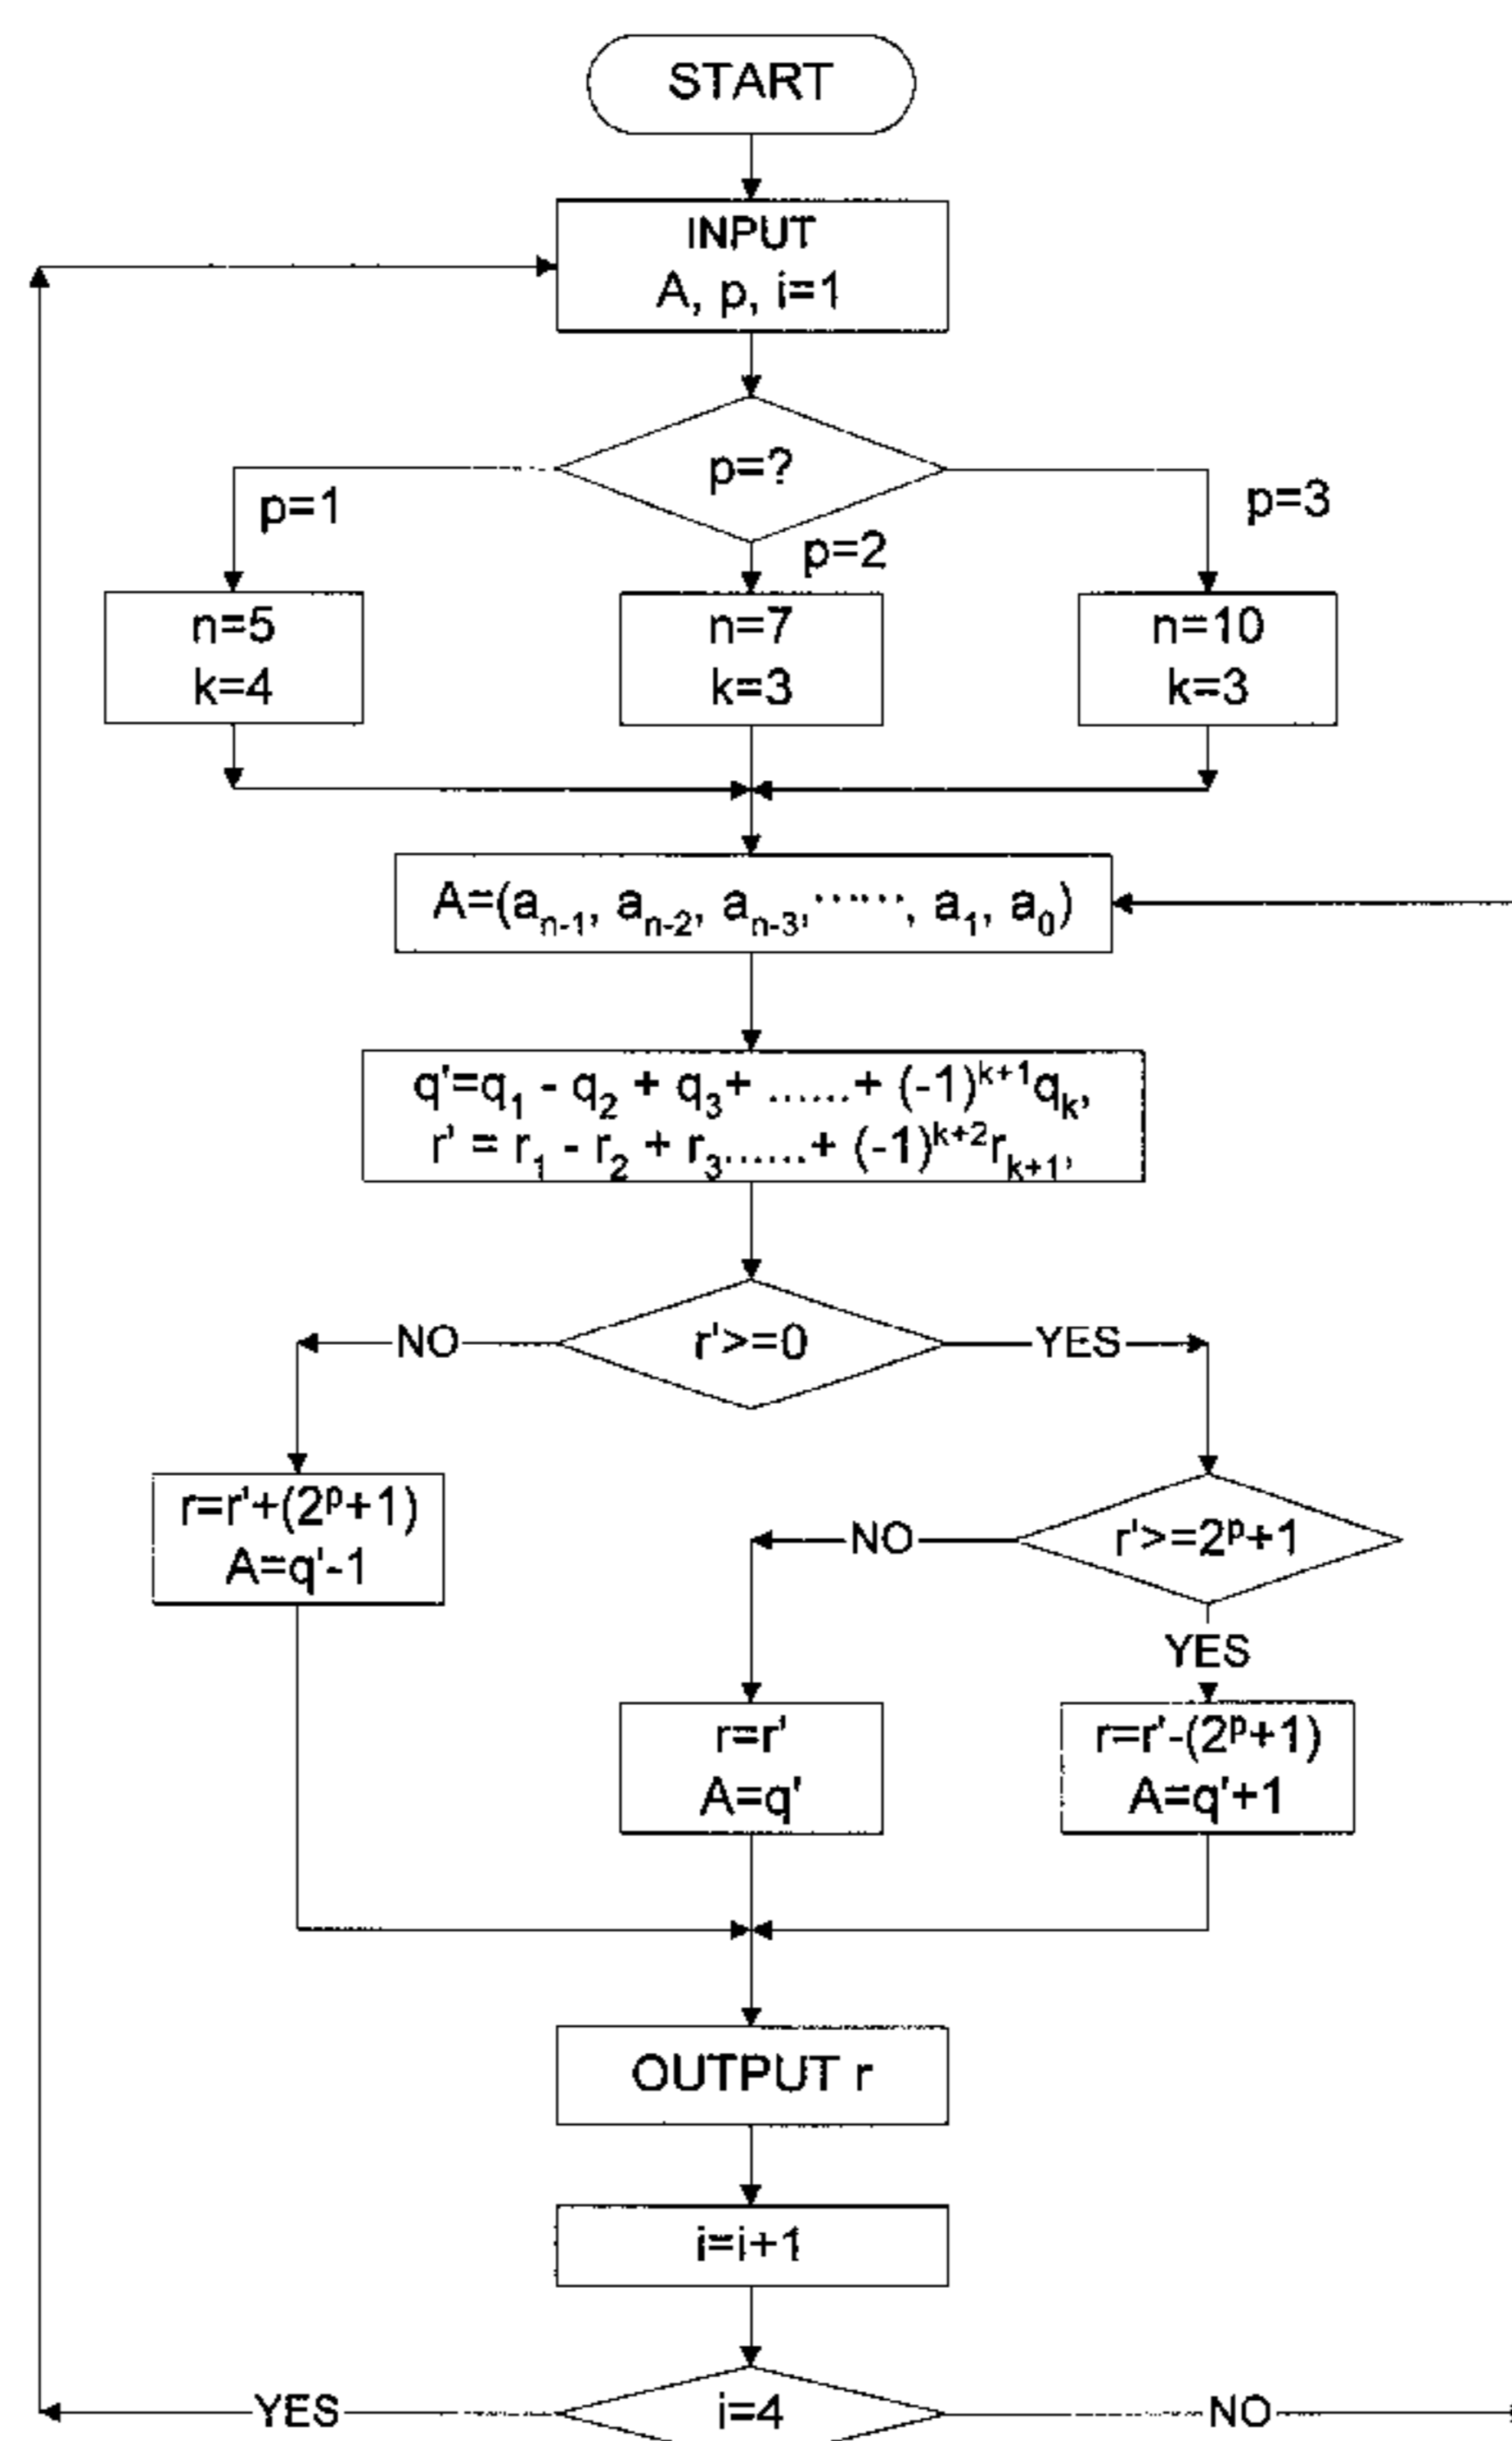 START
INPUT
A, p, i=1
p=?
p=1
p=2
p=3
n=5
k=4
n=7
k=3
n=10
k=3
A=(aₙ₋₁, aₙ₋₂, aₙ₋₃, ⋯⋯, a₁, a₀)
q'=q₁ - q₂ + q₃+ ......+ (-1)ᵏ⁺¹qₖ,
r' = r₁ - r₂ + r₃......+ (-1)ᵏ⁺²rₖ₊₁,
r'>=0
NO
YES
r=r'+(2ᵖ+1)
A=q'-1
r'>=2ᵖ+1
NO
YES
r=r'
A=q'
r=r'-(2ᵖ+1)
A=q'+1
OUTPUT r
i=i+1
i=4
YES
NO